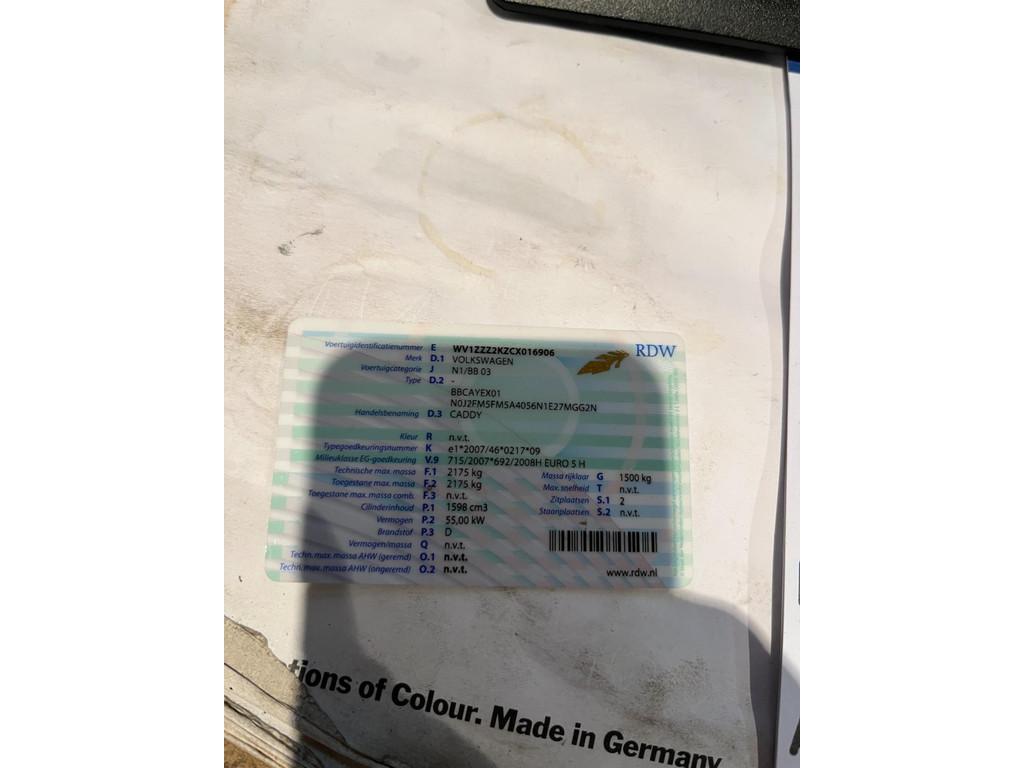 Voertuigidentificatienummer E WV1ZZZ2KZCX016906
RDW
Merk D.1 VOLKSWAGEN
Voertuigcategorie J N1/BB 03
Type D.2 -
BBCAYEX01
N0J2FM5FM5A4056N1E27MGG2N
Handelsbenaming D.3 CADDY
Kleur R n.v.t.
Typegoedkeuringsnummer K e1*2007/46*0217*09
Milieuklasse EG-goedkeuring V.9 715/2007*692/2008H EURO 5 H
Technische max. massa F.1 2175 kg
Massa rijklaar G 1500 kg
Toegestane max. massa F.2 2175 kg
Max. snelheid T n.v.t.
Toegestane max. massa comb. F.3 n.v.t.
Zitplaatsen S.1 2
Cilinderinhoud P.1 1598 cm3
Staanplaatsen S.2 n.v.t.
Vermogen P.2 55,00 kW
Brandstof P.3 D
Vermogen/massa Q n.v.t.
Techn. max. massa AHW (geremd) O.1 n.v.t.
Techn. max. massa AHW (ongeremd) O.2 n.v.t.
www.rdw.nl
tions of Colour. Made in Germany